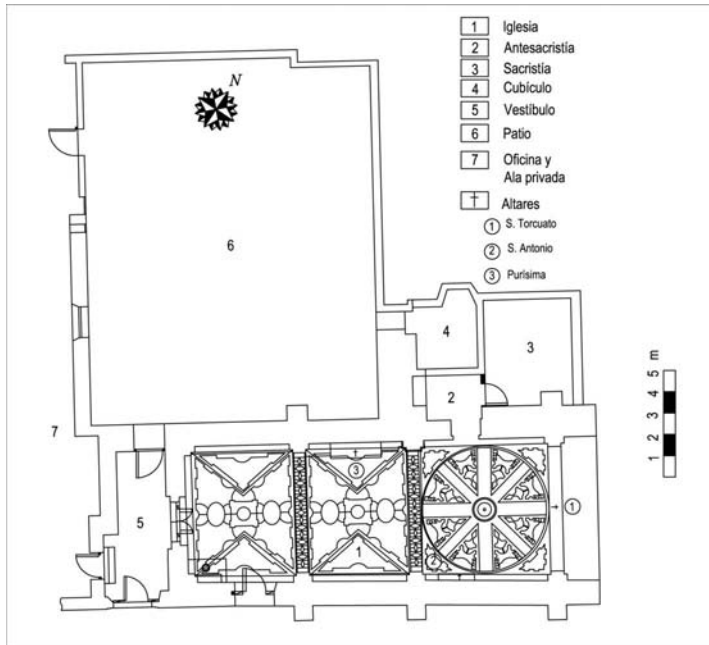 1 Iglesia
2 Antesacristía
3 Sacristía
4 Cubículo
5 Vestíbulo
6 Patio
7 Oficina y
Ala privada
† Altares
1 S. Torcuato
2 S. Antonio
3 Purísima
N
6
4
3
2
7
5
3
1
2
1
m
5
4
3
2
1